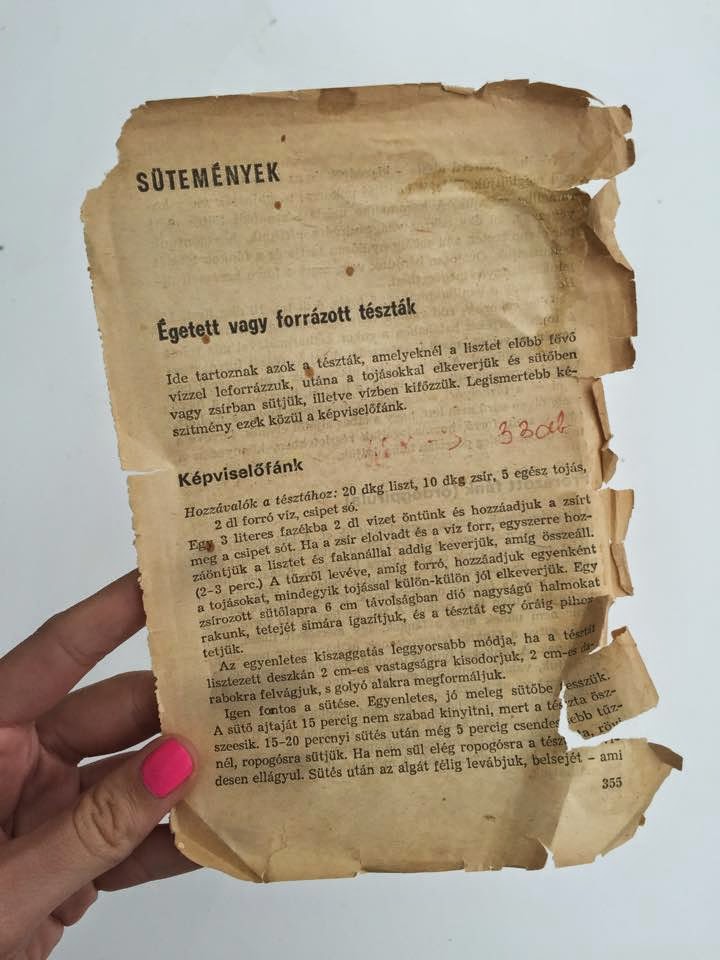 SÜTEMÉNYEK
Égetett vagy forrázott tészták
Ide tartoznak azok a tészták, amelyeknél a lisztet előbb fövő
vízzel leforrázzuk, utána a tojásokkal elkeverjük és sütőben
vagy zsírban sütjük, illetve vízben kifőzzük. Legismertebb ké-
szítmény ezek közül a képviselőfánk.
33 db
Képviselőfánk
Hozzávalók a tésztához: 20 dkg liszt, 10 dkg zsír, 5 egész tojás,
2 dl forró víz, csipet só.
Egy 3 literes fazékba 2 dl vizet öntünk és hozzáadjuk a zsírt
meg a csipet sót. Ha a zsír elolvadt és a víz forr, egyszerre hoz-
záöntjük a lisztet és fakanállal addig keverjük, amíg összeáll.
(2–3 perc.) A tűzről levéve, amíg forró, hozzáadjuk egyenként
a tojásokat, mindegyik tojással külön-külön jól elkeverjük. Egy
zsírozott sütőlapra 6 cm távolságban dió nagyságú halmokat
rakunk, tetejét simára igazítjuk, és a tésztát egy óráig pihen-
tetjük.
Az egyenletes kiszaggatás leggyorsabb módja, ha a tésztát
lisztezett deszkán 2 cm-es vastagságra kisodorjuk, 2 cm-es da-
rabokra felvágjuk, s golyó alakra megformáljuk.
Igen fontos a sütése. Egyenletes, jó meleg sütőbe tesszük.
A sütő ajtaját 15 percig nem szabad kinyitni, mert a tészta ösz-
szeesik. 15–20 percnyi sütés után még 5 percig csendesebb tűz-
nél, ropogósra sütjük. Ha nem sül elég ropogósra a röv
desen ellágyul. Sütés után az alját félig levábjuk, belsejét – ami
355